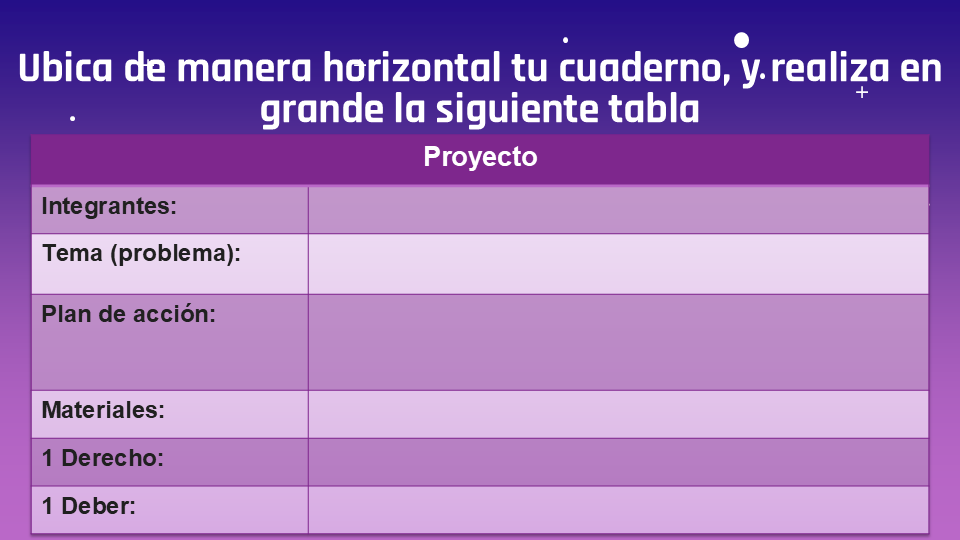 Ubica de manera horizontal tu cuaderno, y realiza en
grande la siguiente tabla
Proyecto
Integrantes:
Tema (problema):
Plan de acción:
Materiales:
1 Derecho:
1 Deber: